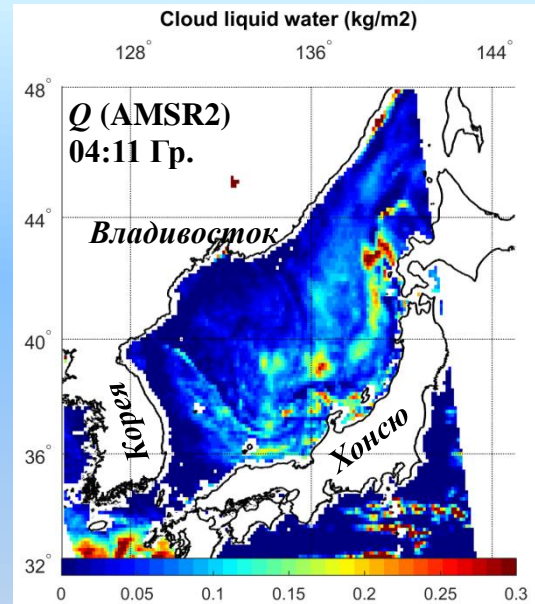 Cloud liquid water (kg/m2)
128° 136° 144°
48°
Q (AMSR2)
04:11 Гр.
44°
Владивосток
40°
Корея
Хонсю
36°
32°
0 0.05 0.1 0.15 0.2 0.25 0.3